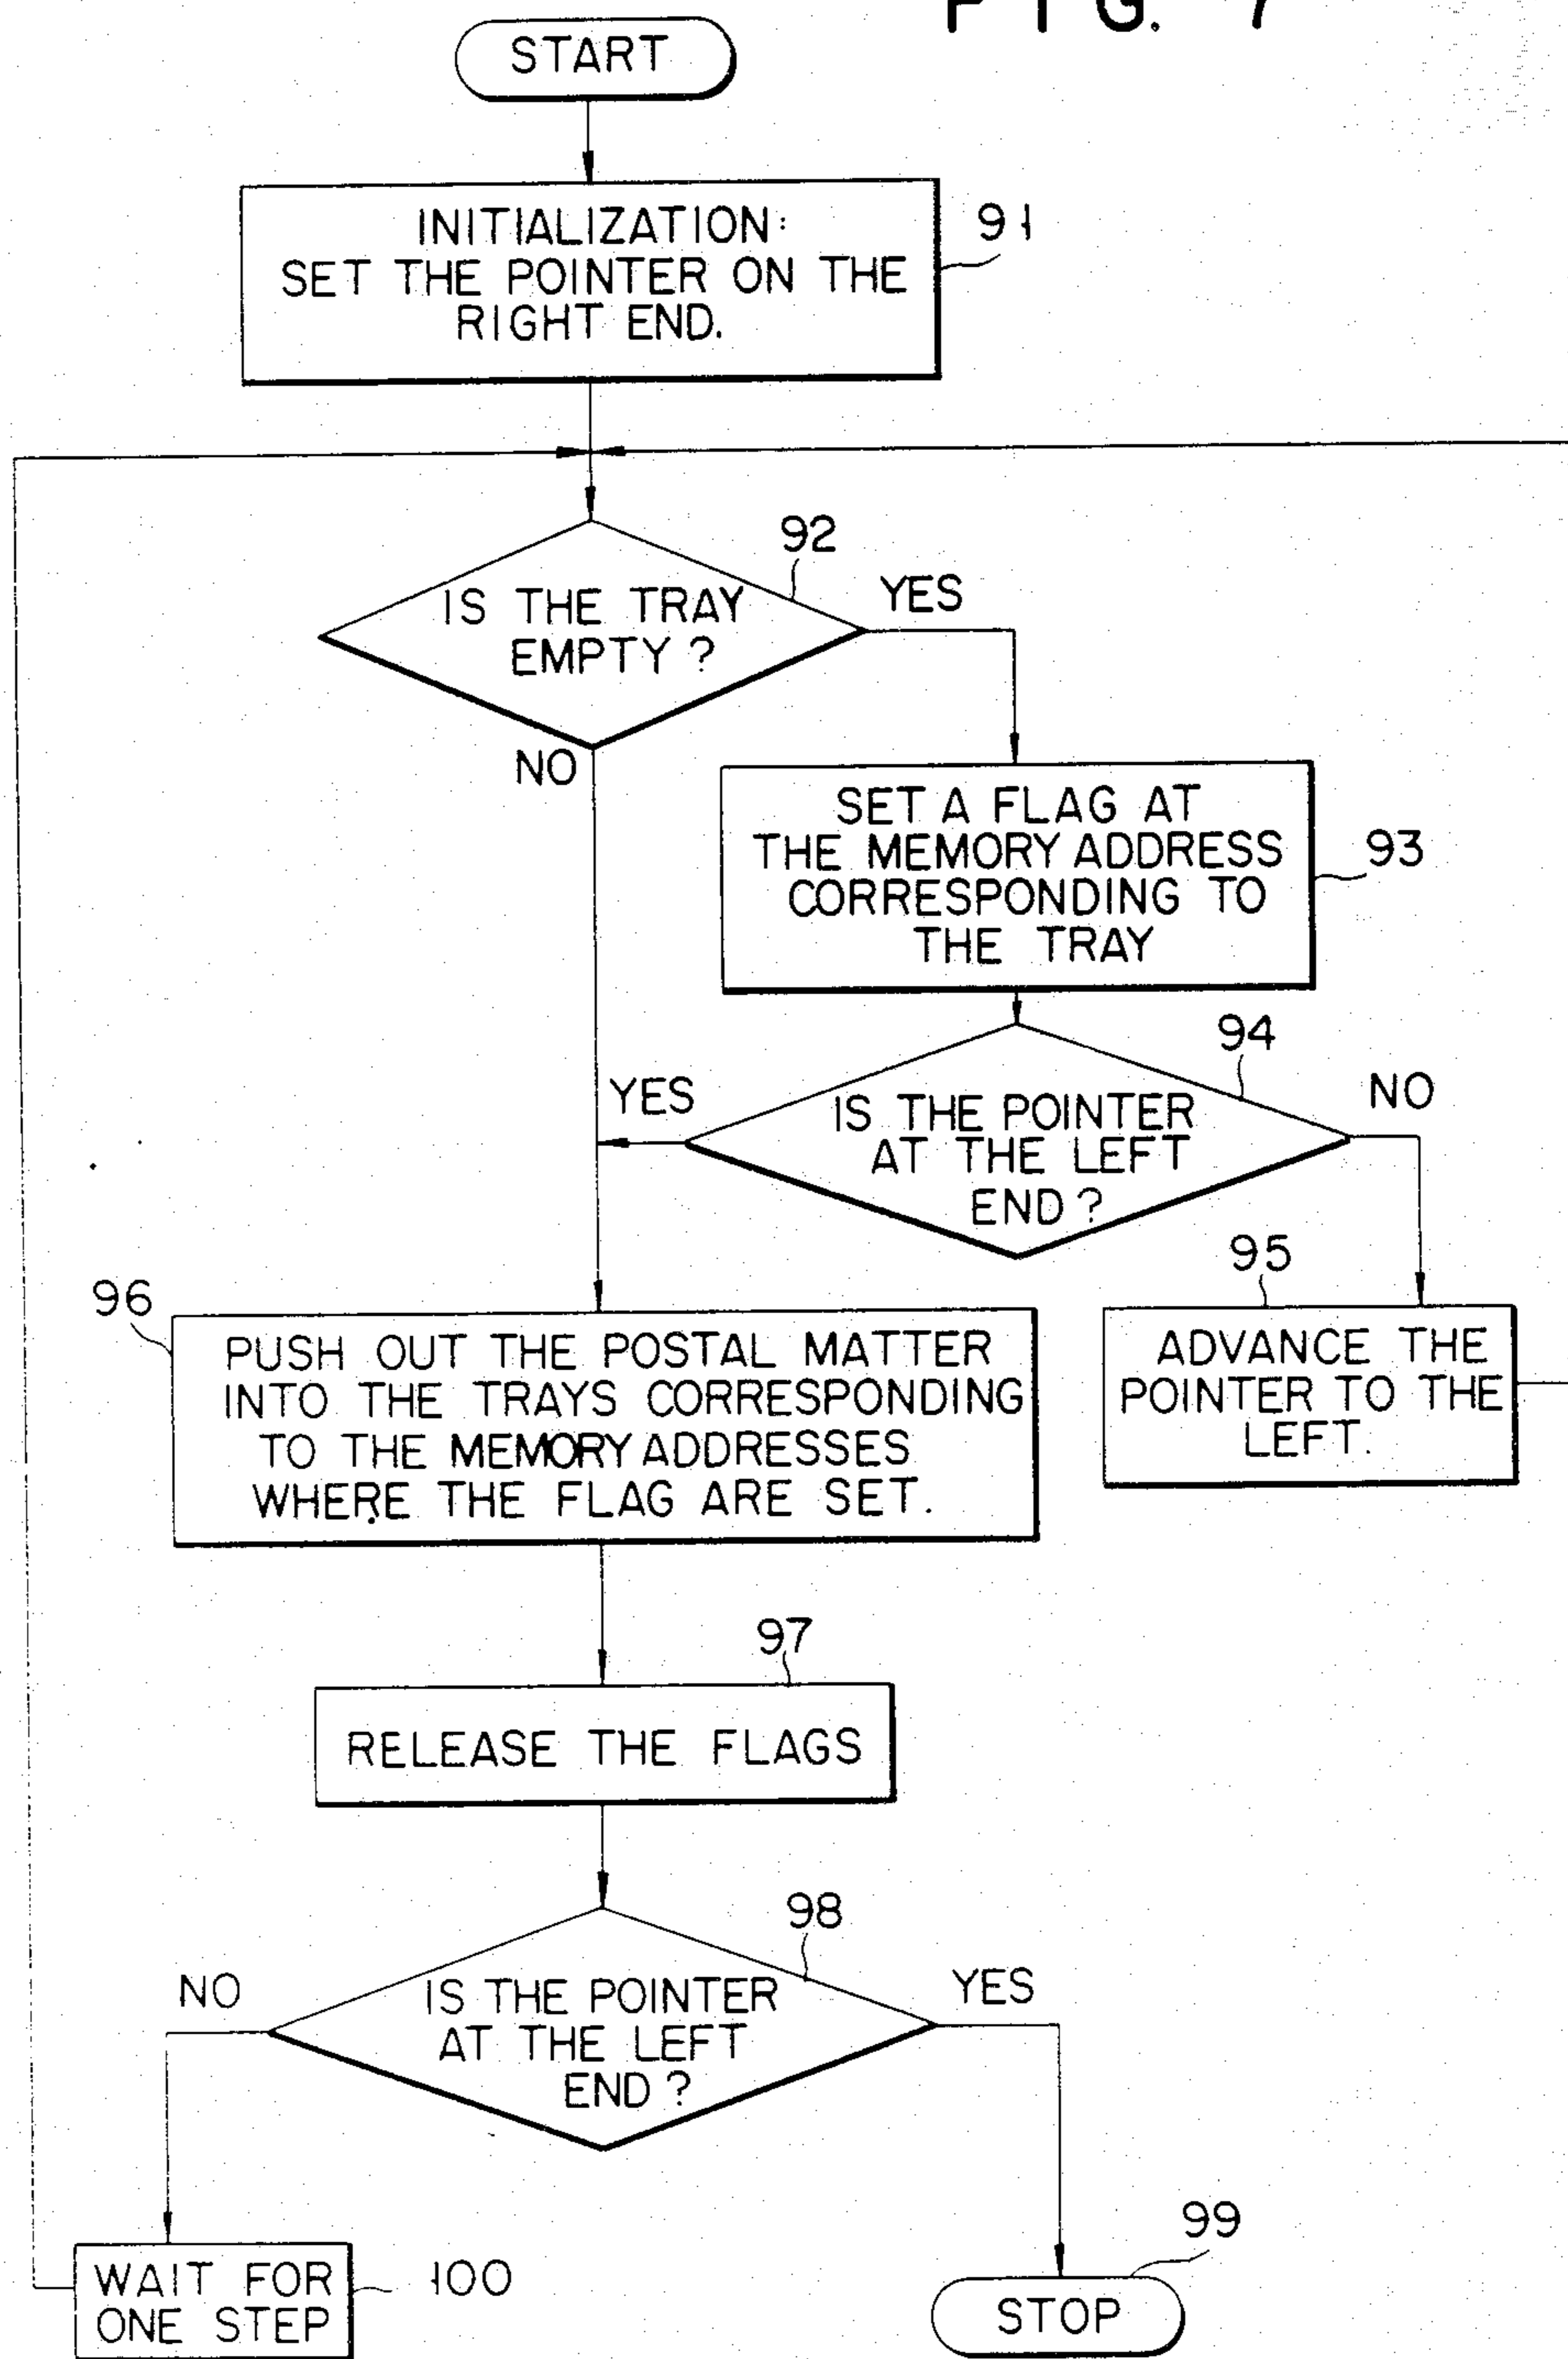 FIG. 7
START
INITIALIZATION:
SET THE POINTER ON THE
RIGHT END.
91
92
IS THE TRAY
EMPTY ?
YES
NO
SET A FLAG AT
THE MEMORY ADDRESS
CORRESPONDING TO
THE TRAY
93
94
YES
NO
IS THE POINTER
AT THE LEFT
END ?
95
ADVANCE THE
POINTER TO THE
LEFT.
96
PUSH OUT THE POSTAL MATTER
INTO THE TRAYS CORRESPONDING
TO THE MEMORY ADDRESSES
WHERE THE FLAG ARE SET.
97
RELEASE THE FLAGS
98
NO
YES
IS THE POINTER
AT THE LEFT
END ?
99
WAIT FOR
ONE STEP
100
STOP